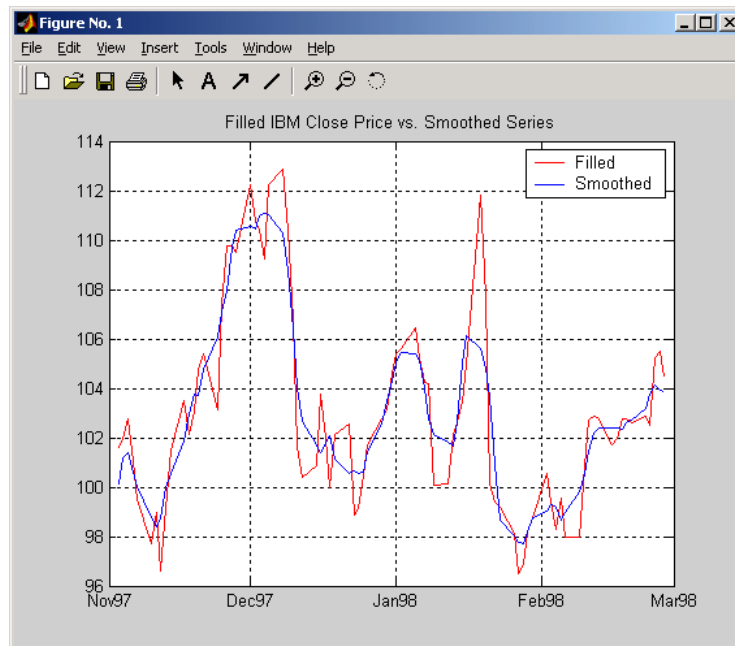 Figure No. 1
File Edit View Insert Tools Window Help
A
Filled IBM Close Price vs. Smoothed Series
Filled
Smoothed
114
112
110
108
106
104
102
100
98
96
Nov97 Dec97 Jan98 Feb98 Mar98